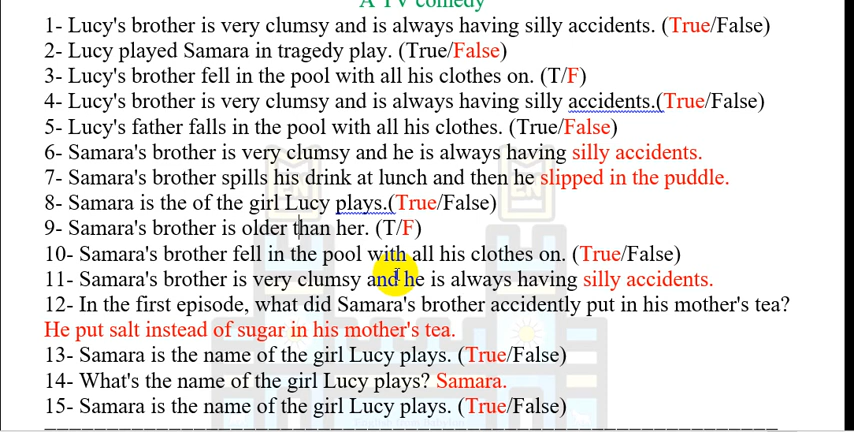 A TV comedy
1- Lucy's brother is very clumsy and is always having silly accidents. (True/False)
2- Lucy played Samara in tragedy play. (True/False)
3- Lucy's brother fell in the pool with all his clothes on. (T/F)
4- Lucy's brother is very clumsy and is always having silly accidents.(True/False)
5- Lucy's father falls in the pool with all his clothes. (True/False)
6- Samara's brother is very clumsy and he is always having silly accidents.
7- Samara's brother spills his drink at lunch and then he slipped in the puddle.
8- Samara is the of the girl Lucy plays.(True/False)
9- Samara's brother is older than her. (T/F)
10- Samara's brother fell in the pool with all his clothes on. (True/False)
11- Samara's brother is very clumsy and he is always having silly accidents.
12- In the first episode, what did Samara's brother accidently put in his mother's tea?
He put salt instead of sugar in his mother's tea.
13- Samara is the name of the girl Lucy plays. (True/False)
14- What's the name of the girl Lucy plays? Samara.
15- Samara is the name of the girl Lucy plays. (True/False)